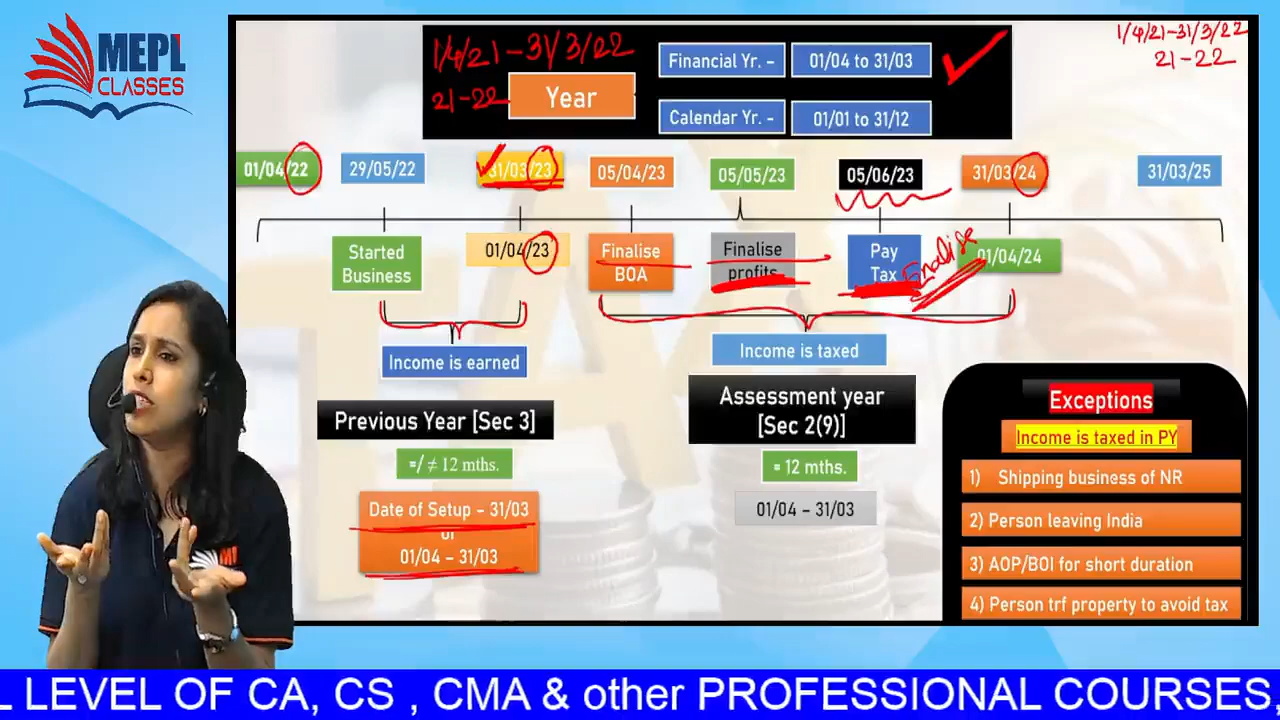 MEPL
CLASSES
1/4/21 - 31/3/22
21-22
Year
Financial Yr. -
01/04 to 31/03
Calendar Yr. -
01/01 to 31/12
1/4/21-31/3/22
21-22
01/04/22
29/05/22
31/03/23
05/04/23
05/05/23
05/06/23
31/03/24
31/03/25
Started
Business
01/04/23
Finalise
BOA
Finalise
profits
Pay
Tax
Finalise
01/04/24
Income is earned
Income is taxed
Previous Year [Sec 3]
=/ ≠ 12 mths.
Date of Setup - 31/03
or
01/04 - 31/03
Assessment year
[Sec 2(9)]
= 12 mths.
01/04 - 31/03
Exceptions
Income is taxed in PY
1) Shipping business of NR
2) Person leaving India
3) AOP/BOI for short duration
4) Person trf property to avoid tax
L LEVEL OF CA, CS , CMA & other PROFESSIONAL COURSES,